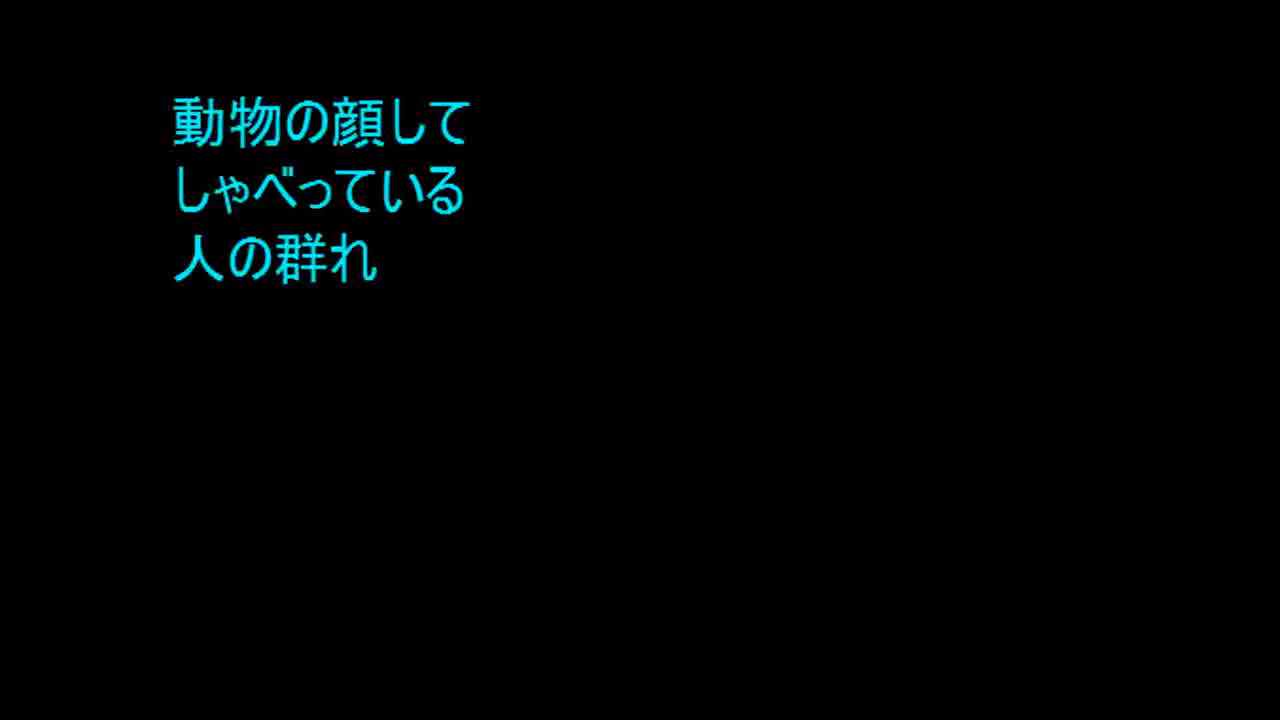 動物の顔して
しゃべっている
人の群れ